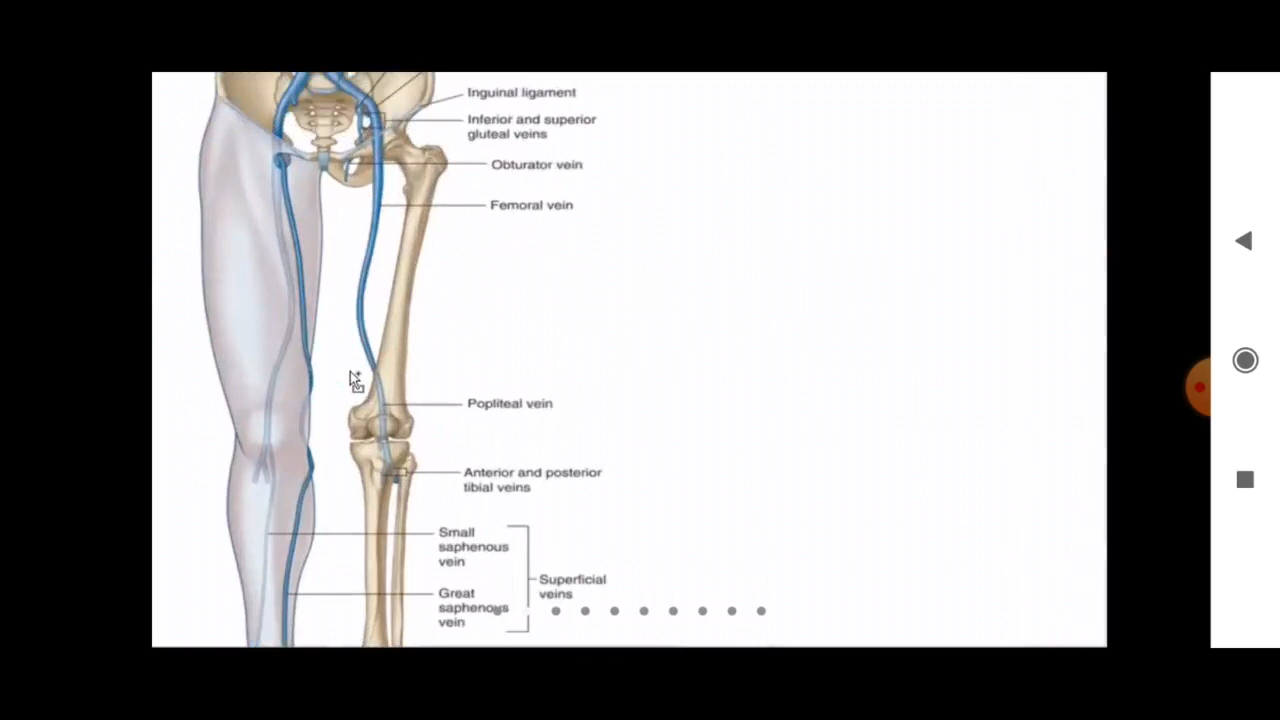 Inguinal ligament
Inferior and superior
gluteal veins
Obturator vein
Femoral vein
Popliteal vein
Anterior and posterior
tibial veins
Small
saphenous
vein
Superficial
veins
Great
saphenous
vein